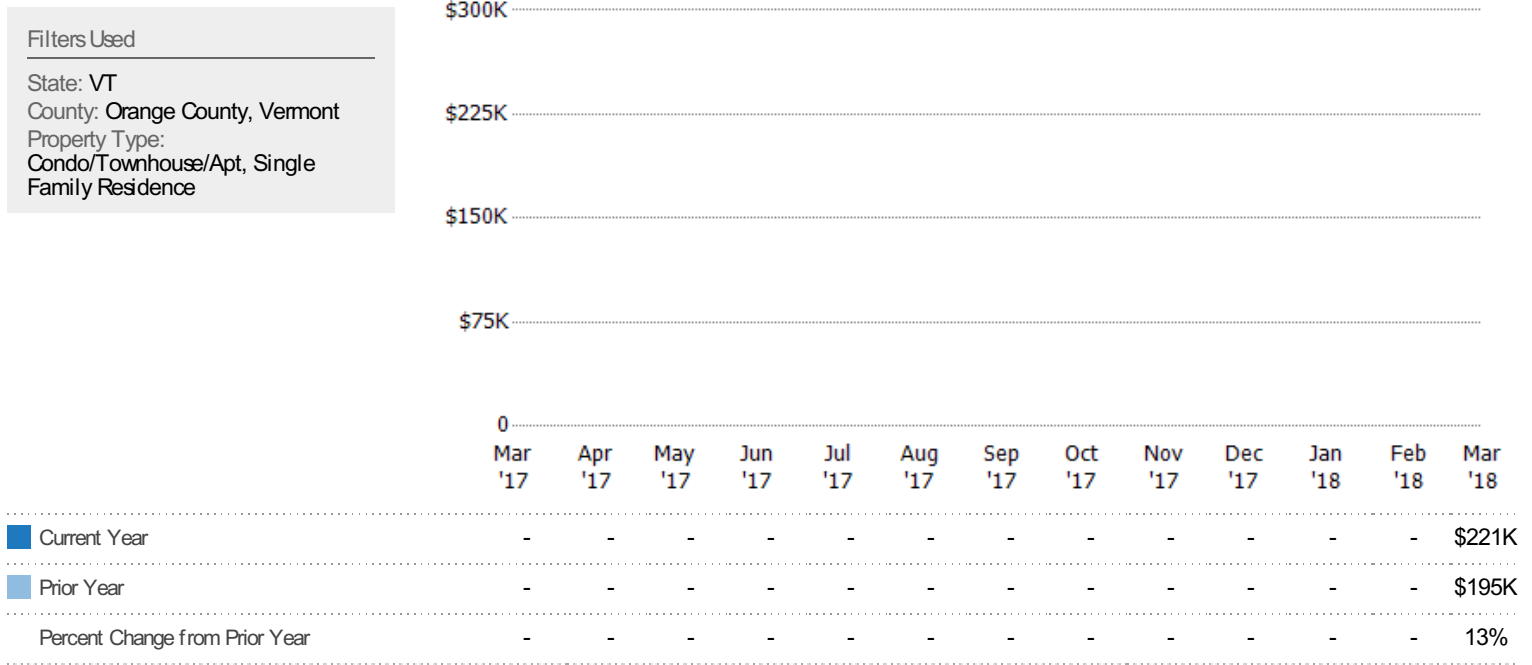 Filters Used
State: VT
County: Orange County, Vermont
Property Type:
Condo/Townhouse/Apt, Single
Family Residence
$300K
$225K
$150K
$75K
0
Mar Apr May Jun Jul Aug Sep Oct Nov Dec Jan Feb Mar
'17 '17 '17 '17 '17 '17 '17 '17 '17 '17 '18 '18 '18
Current Year - - - - - - - - - - - - $221K
Prior Year - - - - - - - - - - - - $195K
Percent Change from Prior Year - - - - - - - - - - - - 13%